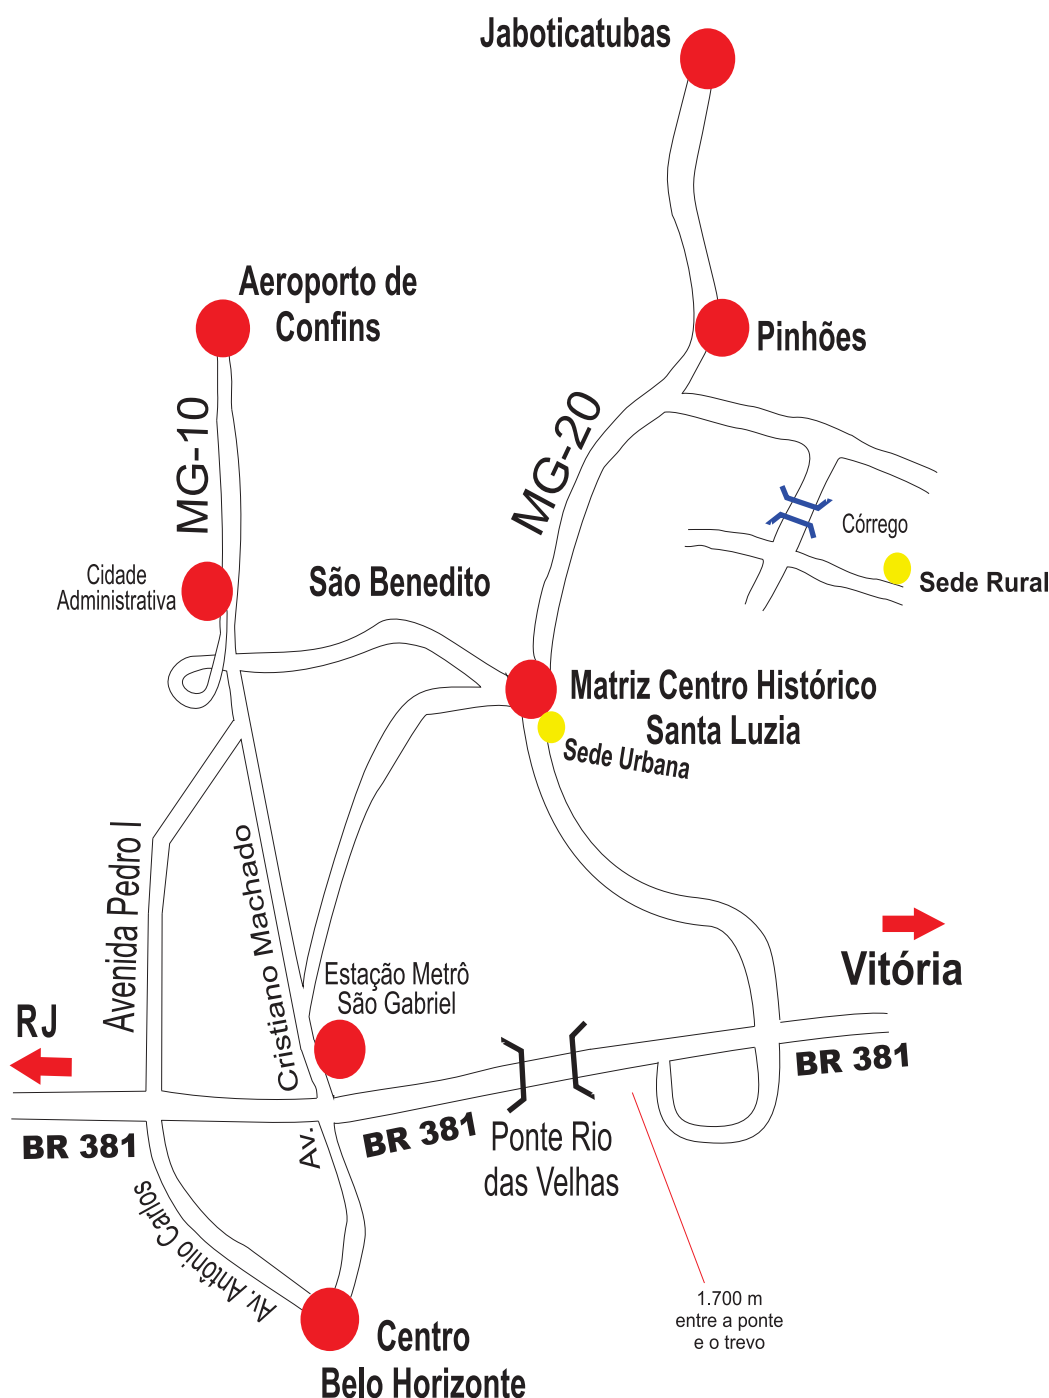 Jaboticatubas
Aeroporto de
Confins
Pinhões
MG-10
MG-20
Córrego
Cidade
Administrativa
São Benedito
Sede Rural
Matriz Centro Histórico
Santa Luzia
Sede Urbana
Avenida Pedro I
Av. Cristiano Machado
Estação Metrô
São Gabriel
Vitória
RJ
BR 381
BR 381
BR 381
Ponte Rio
das Velhas
Av. Antônio Carlos
1.700 m
entre a ponte
e o trevo
Centro
Belo Horizonte